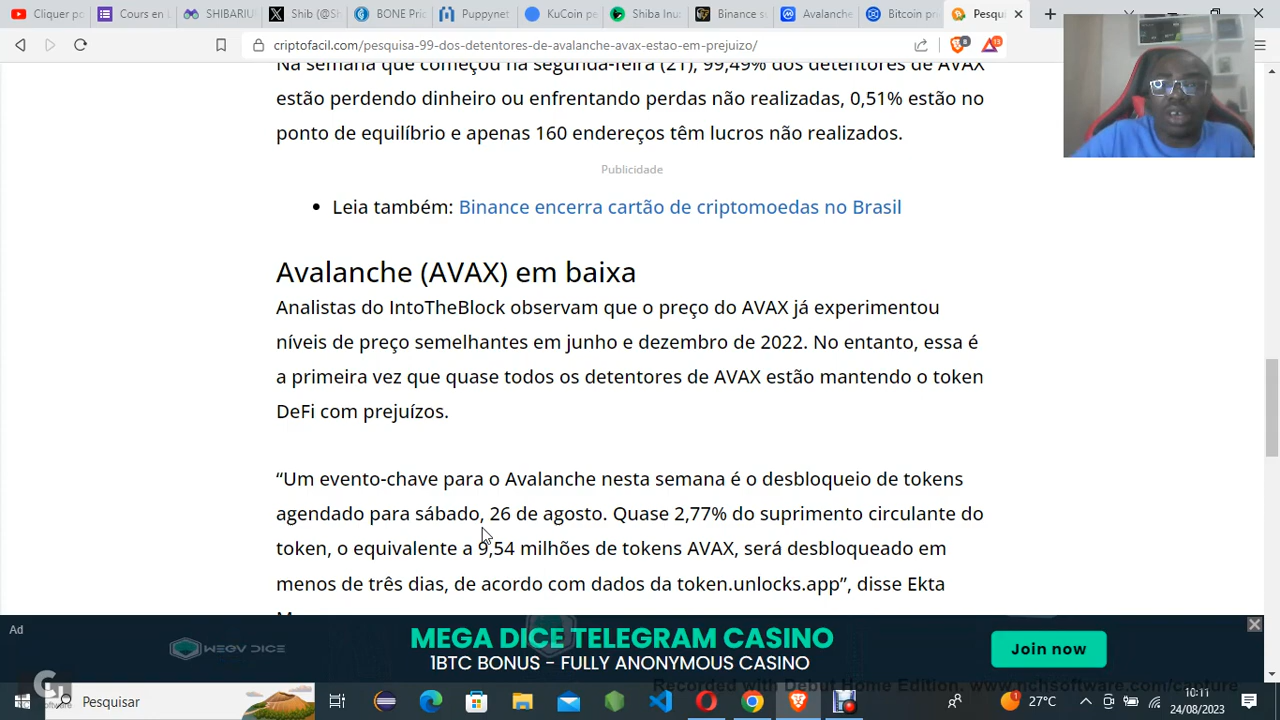 Cliquer po
Cours en l
SHIBARIU
Shib (@Sh
BONE Pric
Puppynet
KuCoin pe
Shiba Inu:
Binance s
Avalanche
Bitcoin pr
Pesqui
criptofacil.com/pesquisa-99-dos-detentores-de-avalanche-avax-estao-em-prejuizo/
8
13
Na semana que começou na segunda-feira (21), 99,49% dos detentores de AVAX
estão perdendo dinheiro ou enfrentando perdas não realizadas, 0,51% estão no
ponto de equilíbrio e apenas 160 endereços têm lucros não realizados.
Publicidade
• Leia também: Binance encerra cartão de criptomoedas no Brasil
Avalanche (AVAX) em baixa
Analistas do IntoTheBlock observam que o preço do AVAX já experimentou
níveis de preço semelhantes em junho e dezembro de 2022. No entanto, essa é
a primeira vez que quase todos os detentores de AVAX estão mantendo o token
DeFi com prejuízos.
“Um evento-chave para o Avalanche nesta semana é o desbloqueio de tokens
agendado para sábado, 26 de agosto. Quase 2,77% do suprimento circulante do
token, o equivalente a 9,54 milhões de tokens AVAX, será desbloqueado em
menos de três dias, de acordo com dados da token.unlocks.app”, disse Ekta
Ad
MEGA DICE
MEGA DICE TELEGRAM CASINO
1BTC BONUS - FULLY ANONYMOUS CASINO
Join now
Recorded with Debut Home Edition. www.nchsoftware.com/capture
Pesquisar
1
27°C
10:11
24/08/2023